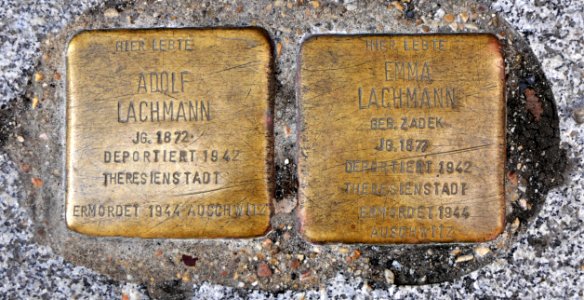 HIER LEBTE
ADOLF
LACHMANN
JG. 1872
DEPORTIERT 1942
THERESIENSTADT
ERMORDET 1944 AUSCHWITZ
HIER LEBTE
EMMA
LACHMANN
GEB. ZADEK
JG. 1877
DEPORTIERT 1942
THERESIENSTADT
ERMORDET 1944
AUSCHWITZ